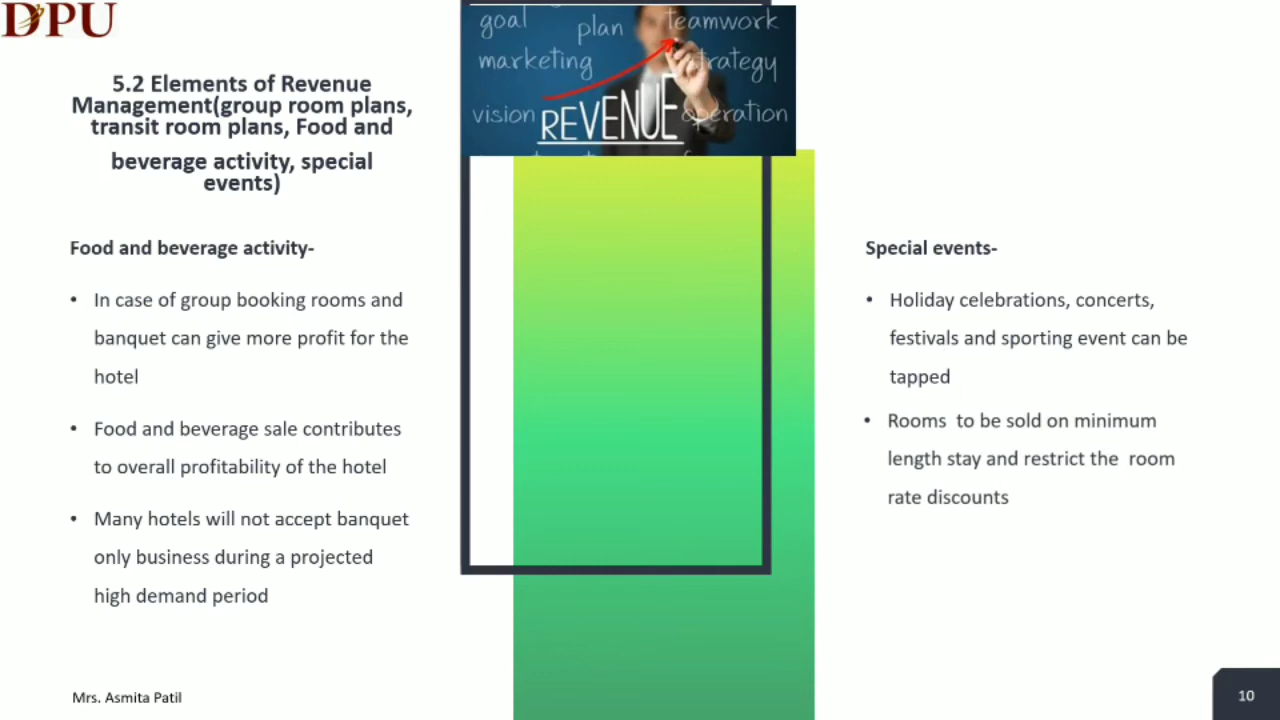 DPU
goal
plan
teamwork
marketing
strategy
vision
REVENUE
operation
5.2 Elements of Revenue
Management(group room plans,
transit room plans, Food and
beverage activity, special
events)
Food and beverage activity-
• In case of group booking rooms and
banquet can give more profit for the
hotel
• Food and beverage sale contributes
to overall profitability of the hotel
• Many hotels will not accept banquet
only business during a projected
high demand period
Special events-
• Holiday celebrations, concerts,
festivals and sporting event can be
tapped
• Rooms to be sold on minimum
length stay and restrict the room
rate discounts
Mrs. Asmita Patil
10